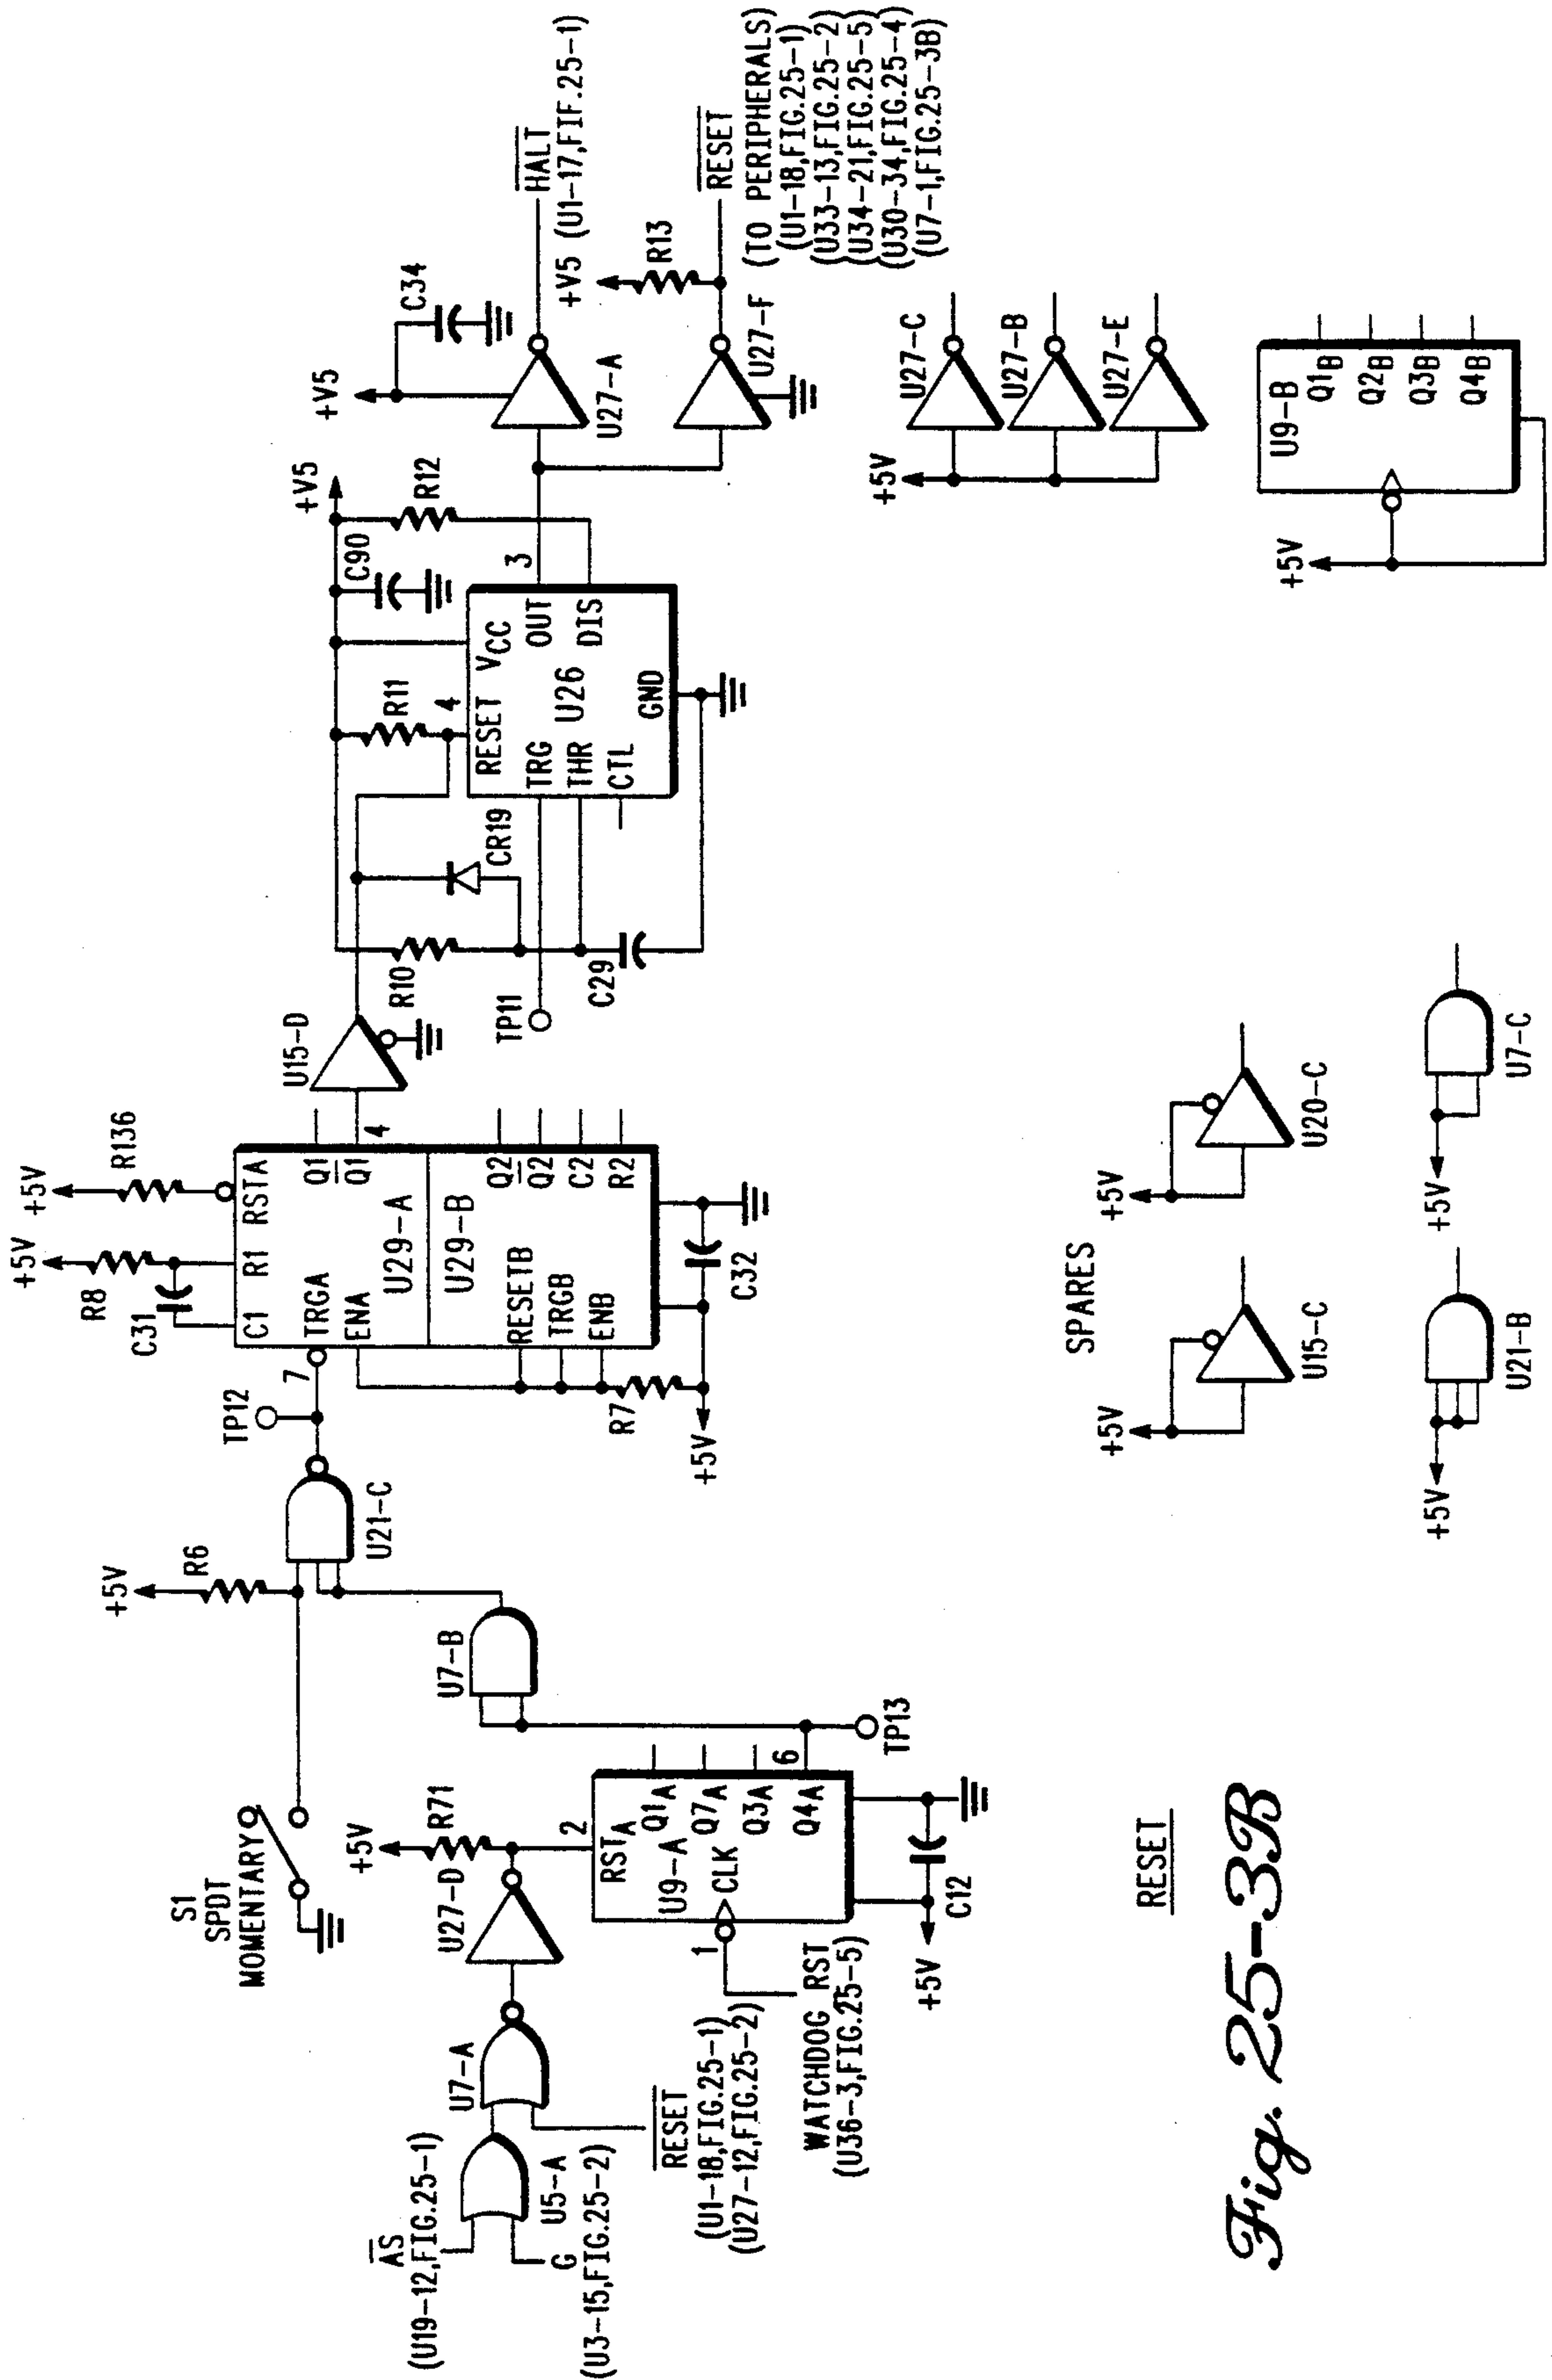 +5V
R136
+5V
R8
C31
C1
R1
RSTA
TRGA
ENA
Q1
Q1
4
U29-A
U29-B
RESETB
TRGB
ENB
Q2
Q2
C2
R2
R7
+5V
C32
7
TP12
U21-C
+5V
R6
S1
SPDT
MOMENTARY
U7-B
+5V
R71
U27-D
2
RSTA
U9-A
CLK
Q1A
Q7A
Q3A
Q4A
6
TP13
1
C12
+5V
U7-A
AS
(U19-12,FIG.25-1)
G
U5-A
(U3-15,FIG.25-2)
RESET
(U1-18,FIG.25-1)
(U27-12,FIG.25-2)
WATCHDOG RST
(U36-3,FIG.25-5)
U15-D
R10
TP11
C29
CR19
R11
4
RESET
VCC
TRG
THR
CTL
U26
OUT
DIS
GND
3
C90
+V5
R12
+V5
C34
U27-A
HALT
(U1-17,FIF.25-1)
+V5
R13
U27-F
RESET
(TO PERIPHERALS)
(U1-18,FIG.25-1)
(U33-13,FIG.25-2)
(U34-21,FIG.25-5)
(U30-34,FIG.25-4)
(U7-1,FIG.25-3B)
+5V
U27-C
U27-B
U27-E
+5V
U9-B
Q1B
Q2B
Q3B
Q4B
SPARES
+5V
U15-C
+5V
U20-C
+5V
U21-B
+5V
U7-C
RESET
Fig. 25-3B